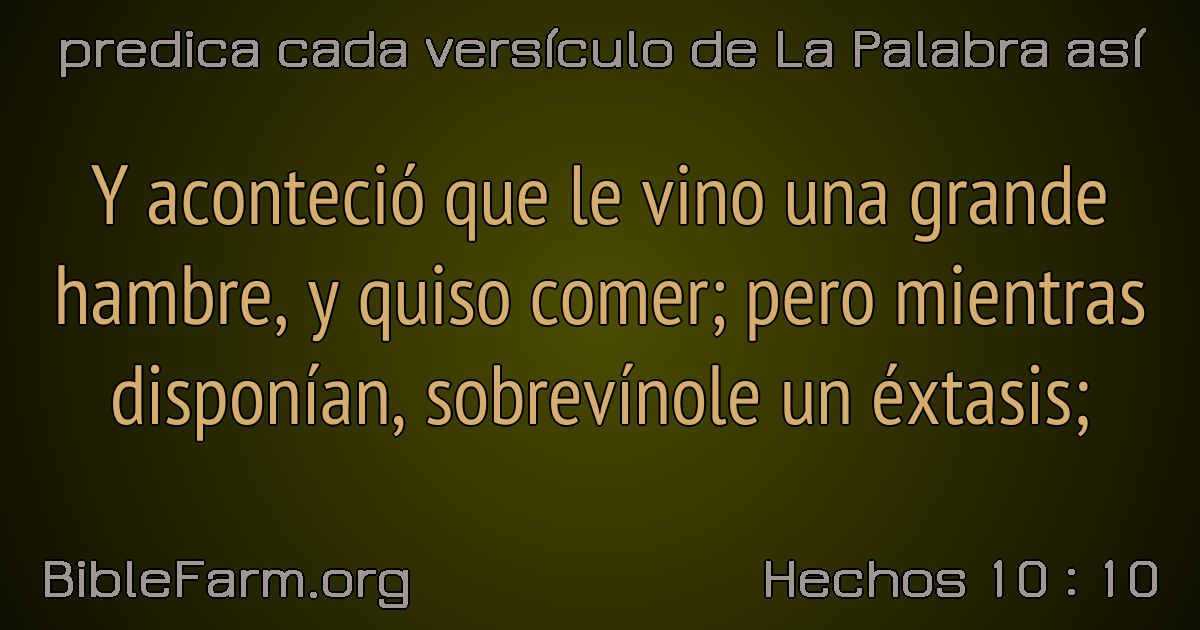 predica cada versículo de La Palabra así
Y aconteció que le vino una grande
hambre, y quiso comer; pero mientras
disponían, sobrevínole un éxtasis;
BibleFarm.org
Hechos 10 : 10